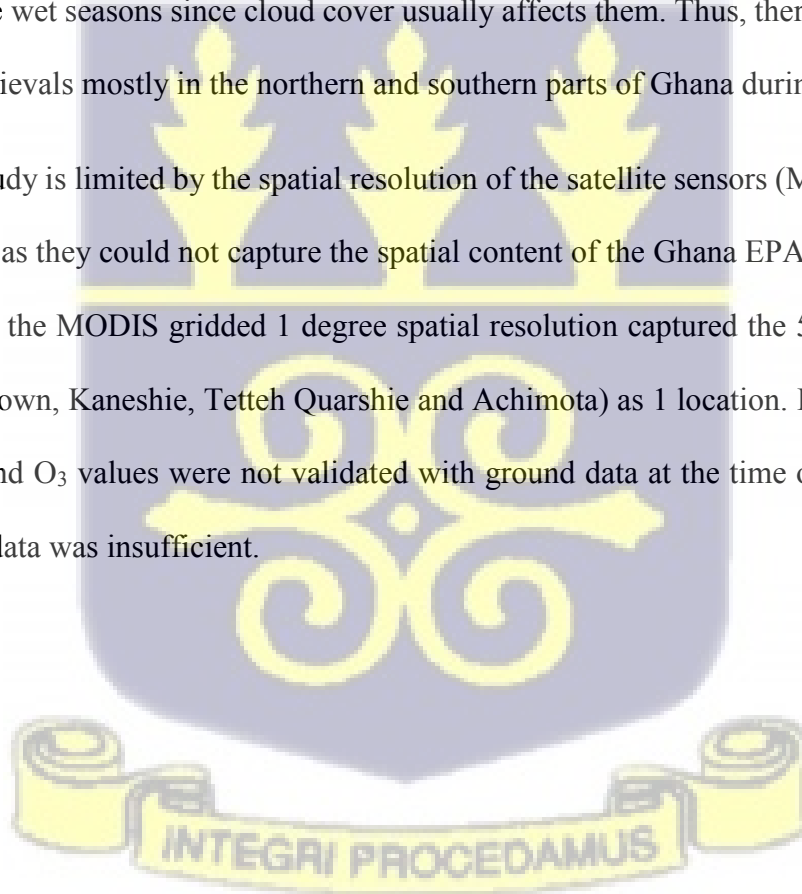 e wet seasons since cloud cover usually affects them. Thus, ther
ievals mostly in the northern and southern parts of Ghana durin
udy is limited by the spatial resolution of the satellite sensors (M
as they could not capture the spatial content of the Ghana EPA
the MODIS gridded 1 degree spatial resolution captured the 5
own, Kaneshie, Tetteh Quarshie and Achimota) as 1 location. I
nd O₃ values were not validated with ground data at the time o
data was insufficient.
INTEGRI PROCEDAMUS